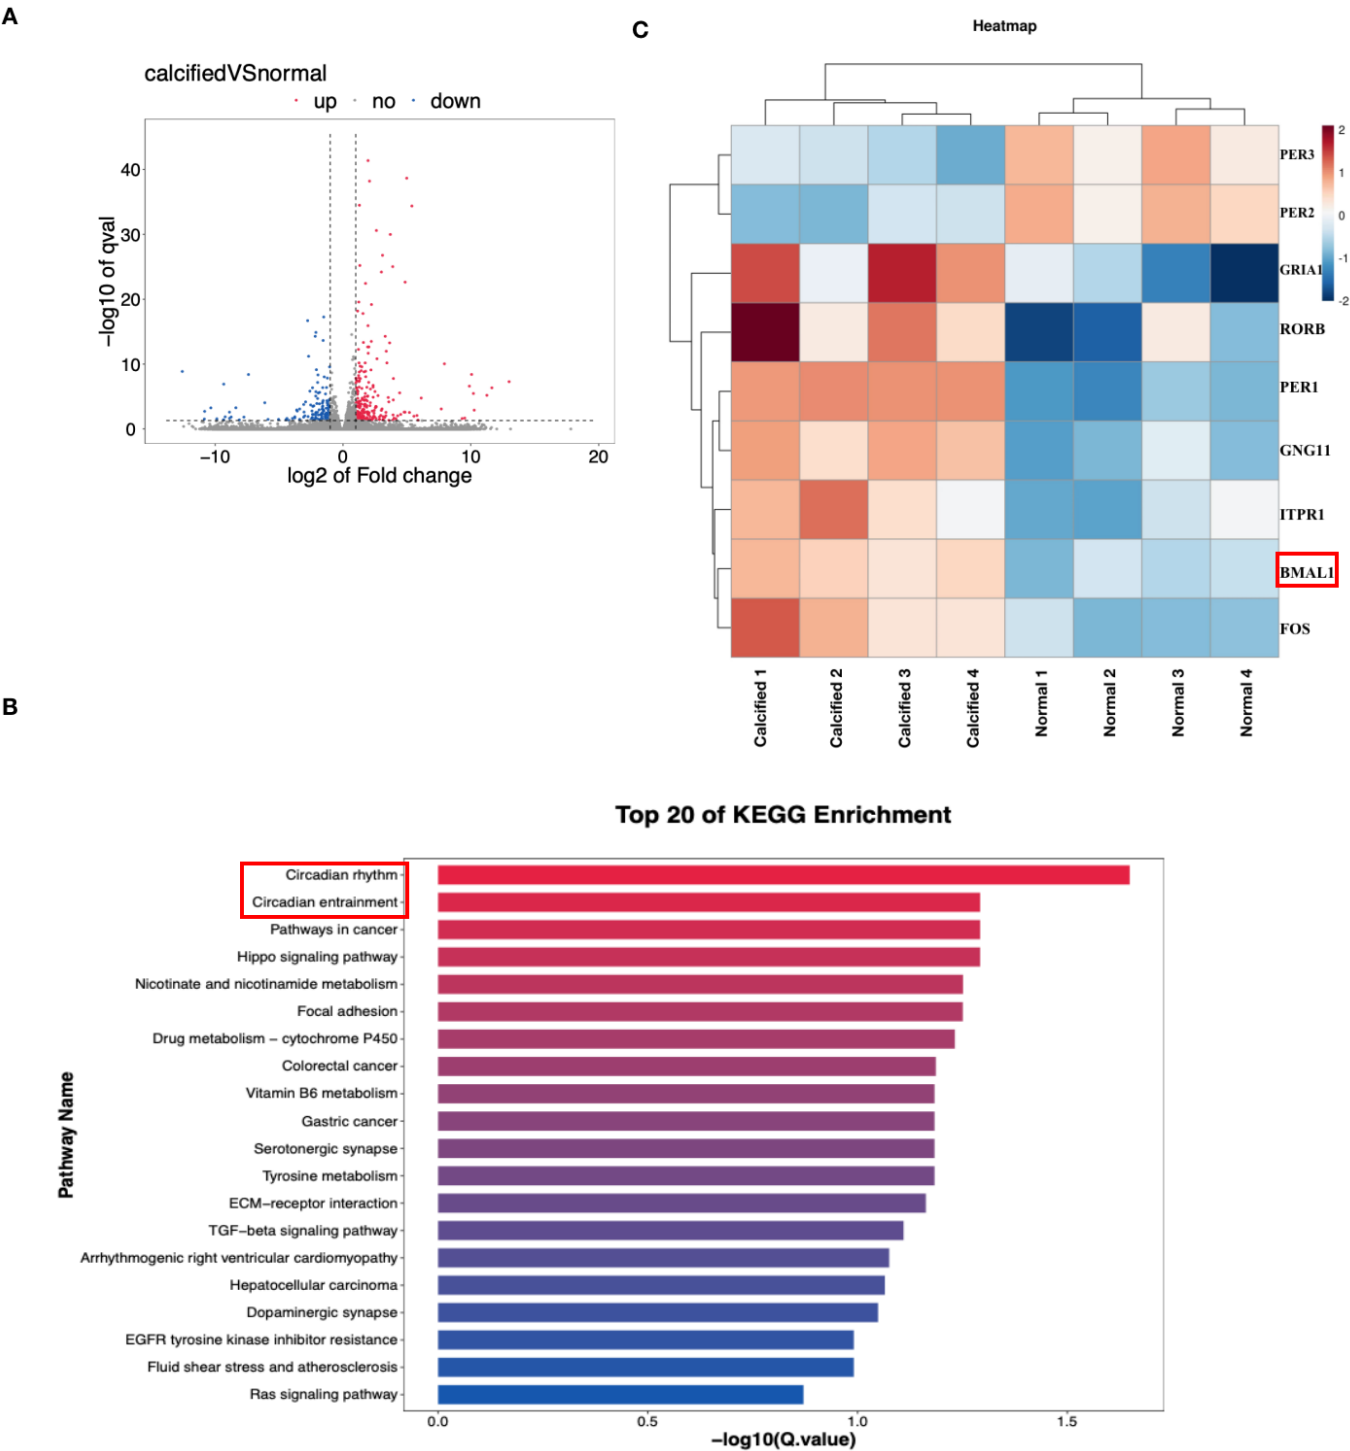 A
calcifiedVSnormal
up no down
−log10 of qval
40
30
20
10
0
−10 0 10 20
log2 of Fold change
C
Heatmap
PER3
PER2
GRIA1
RORB
PER1
GNG11
ITPR1
BMAL1
FOS
2
1
0
-1
-2
Calcified 1
Calcified 2
Calcified 3
Calcified 4
Normal 1
Normal 2
Normal 3
Normal 4
B
Top 20 of KEGG Enrichment
Pathway Name
Circadian rhythm
Circadian entrainment
Pathways in cancer
Hippo signaling pathway
Nicotinate and nicotinamide metabolism
Focal adhesion
Drug metabolism − cytochrome P450
Colorectal cancer
Vitamin B6 metabolism
Gastric cancer
Serotonergic synapse
Tyrosine metabolism
ECM−receptor interaction
TGF−beta signaling pathway
Arrhythmogenic right ventricular cardiomyopathy
Hepatocellular carcinoma
Dopaminergic synapse
EGFR tyrosine kinase inhibitor resistance
Fluid shear stress and atherosclerosis
Ras signaling pathway
0.0 0.5 1.0 1.5
−log10(Q.value)